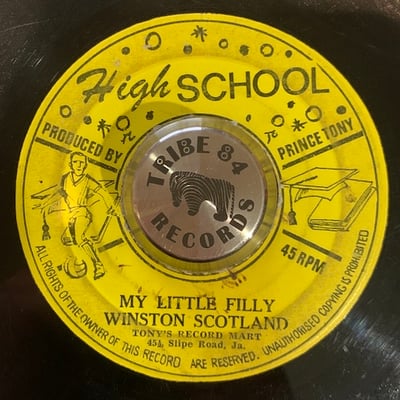 High SCHOOL
PRODUCED BY
PRINCE TONY
TRIBE 84
RECORDS
45 RPM
MY LITTLE FILLY
WINSTON SCOTLAND
TONY'S RECORD MART
45½ Slipe Road, Ja.
ALL RIGHTS OF THE OWNER OF THIS RECORD ARE RESERVED. UNAUTHORISED COPYING IS PROHIBITED